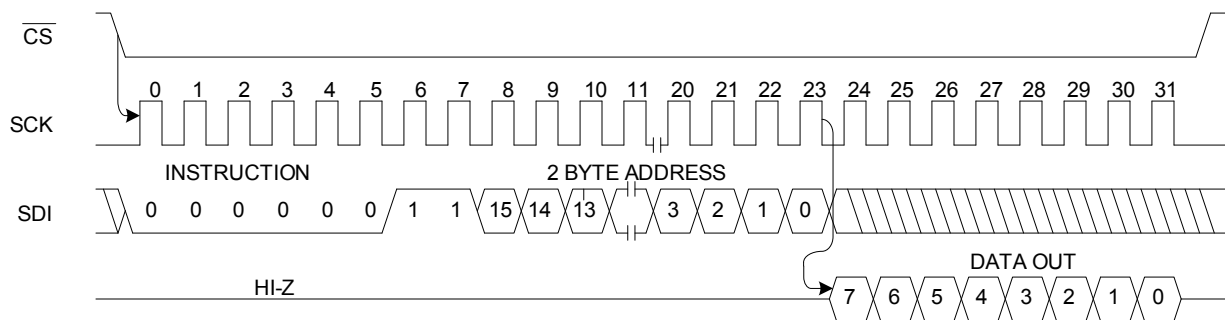 CS
0 1 2 3 4 5 6 7 8 9 10 11 20 21 22 23 24 25 26 27 28 29 30 31
SCK
INSTRUCTION 2 BYTE ADDRESS
SDI 0 0 0 0 0 0 1 1 15 14 13 3 2 1 0
DATA OUT
HI-Z
7 6 5 4 3 2 1 0